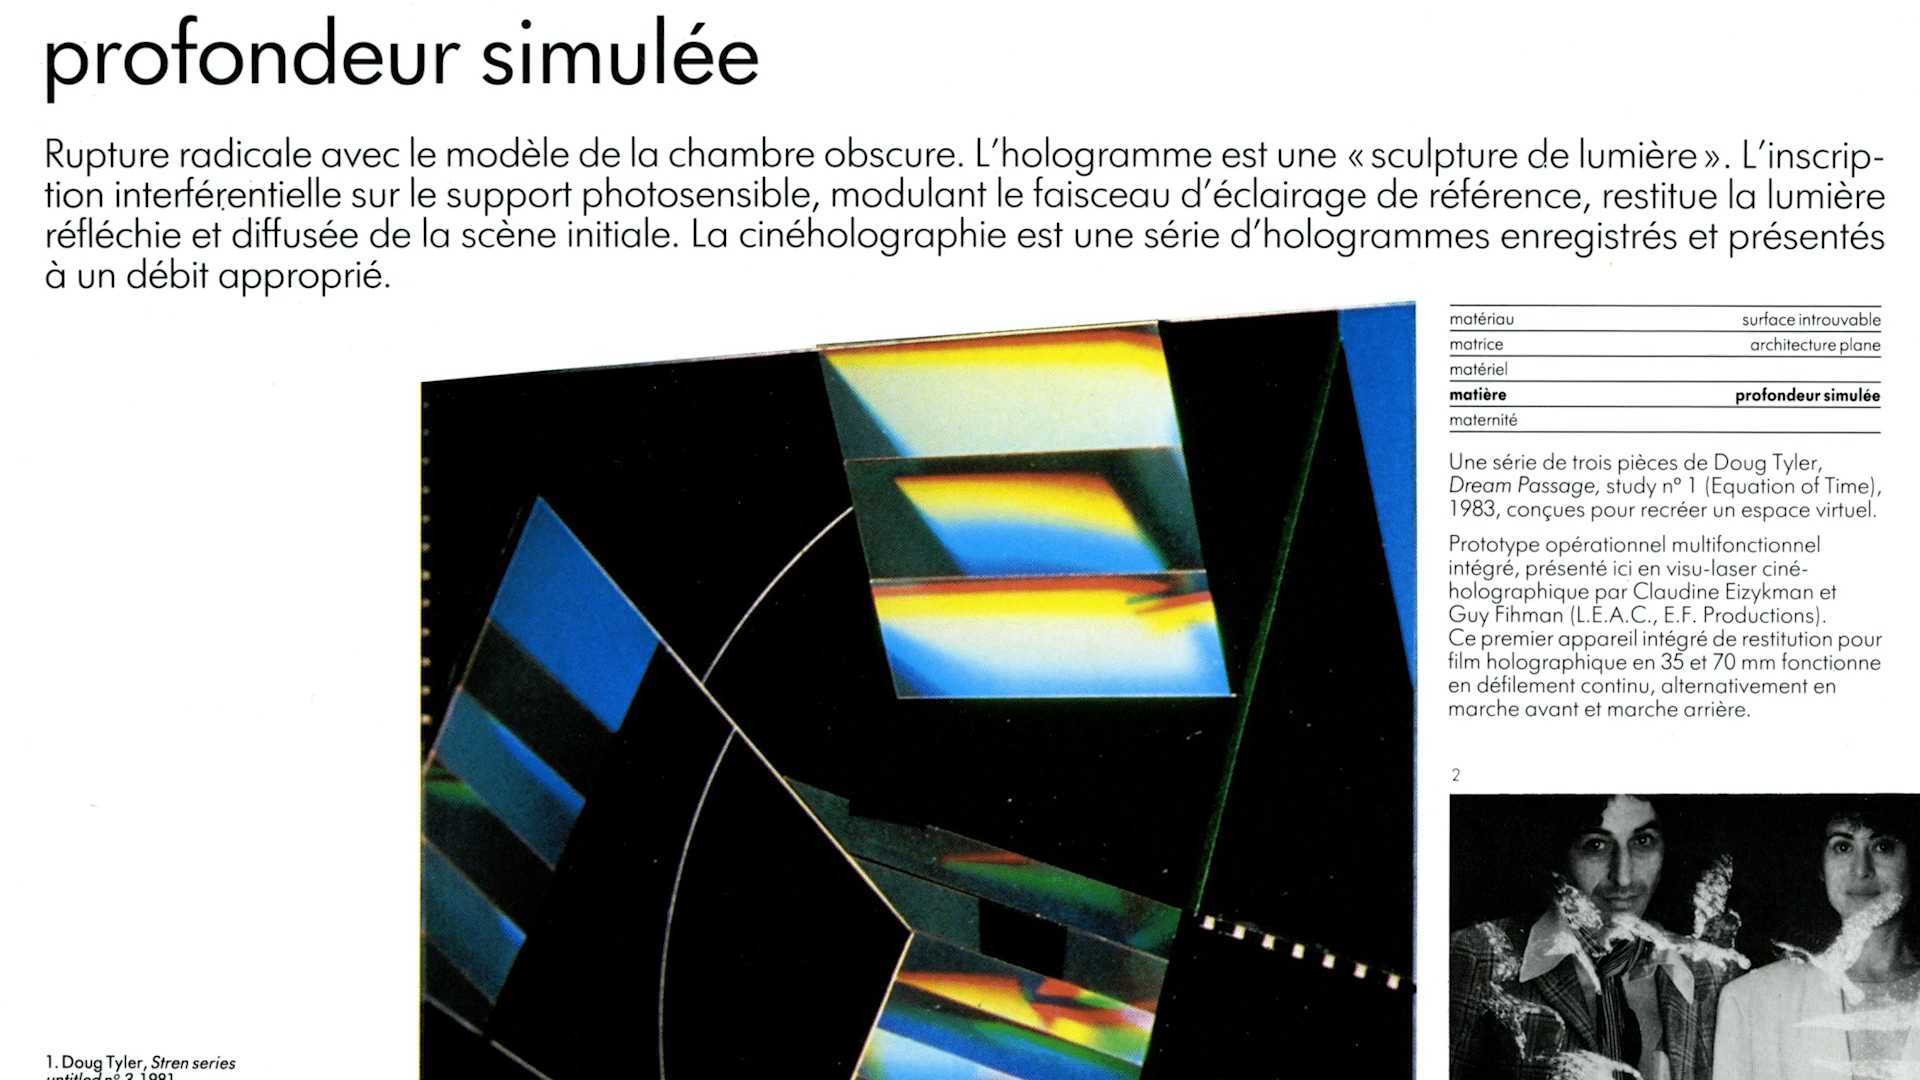 profondeur simulée
Rupture radicale avec le modèle de la chambre obscure. L'hologramme est une « sculpture de lumière ». L'inscrip-
tion interférentielle sur le support photosensible, modulant le faisceau d'éclairage de référence, restitue la lumière
réfléchie et diffusée de la scène initiale. La cinéholographie est une série d'hologrammes enregistrés et présentés
à un débit approprié.
matériau surface introuvable
matrice architecture plane
matériel
matière profondeur simulée
maternité
Une série de trois pièces de Doug Tyler,
Dream Passage, study nº 1 (Equation of Time),
1983, conçues pour recréer un espace virtuel.
Prototype opérationnel multifonctionnel
intégré, présenté ici en visu-laser ciné-
holographique par Claudine Eizykman et
Guy Fihman (L.E.A.C., E.F. Productions).
Ce premier appareil intégré de restitution pour
film holographique en 35 et 70 mm fonctionne
en défilement continu, alternativement en
marche avant et marche arrière.
2
1. Doug Tyler, Stren series
untitled nº 3, 1981